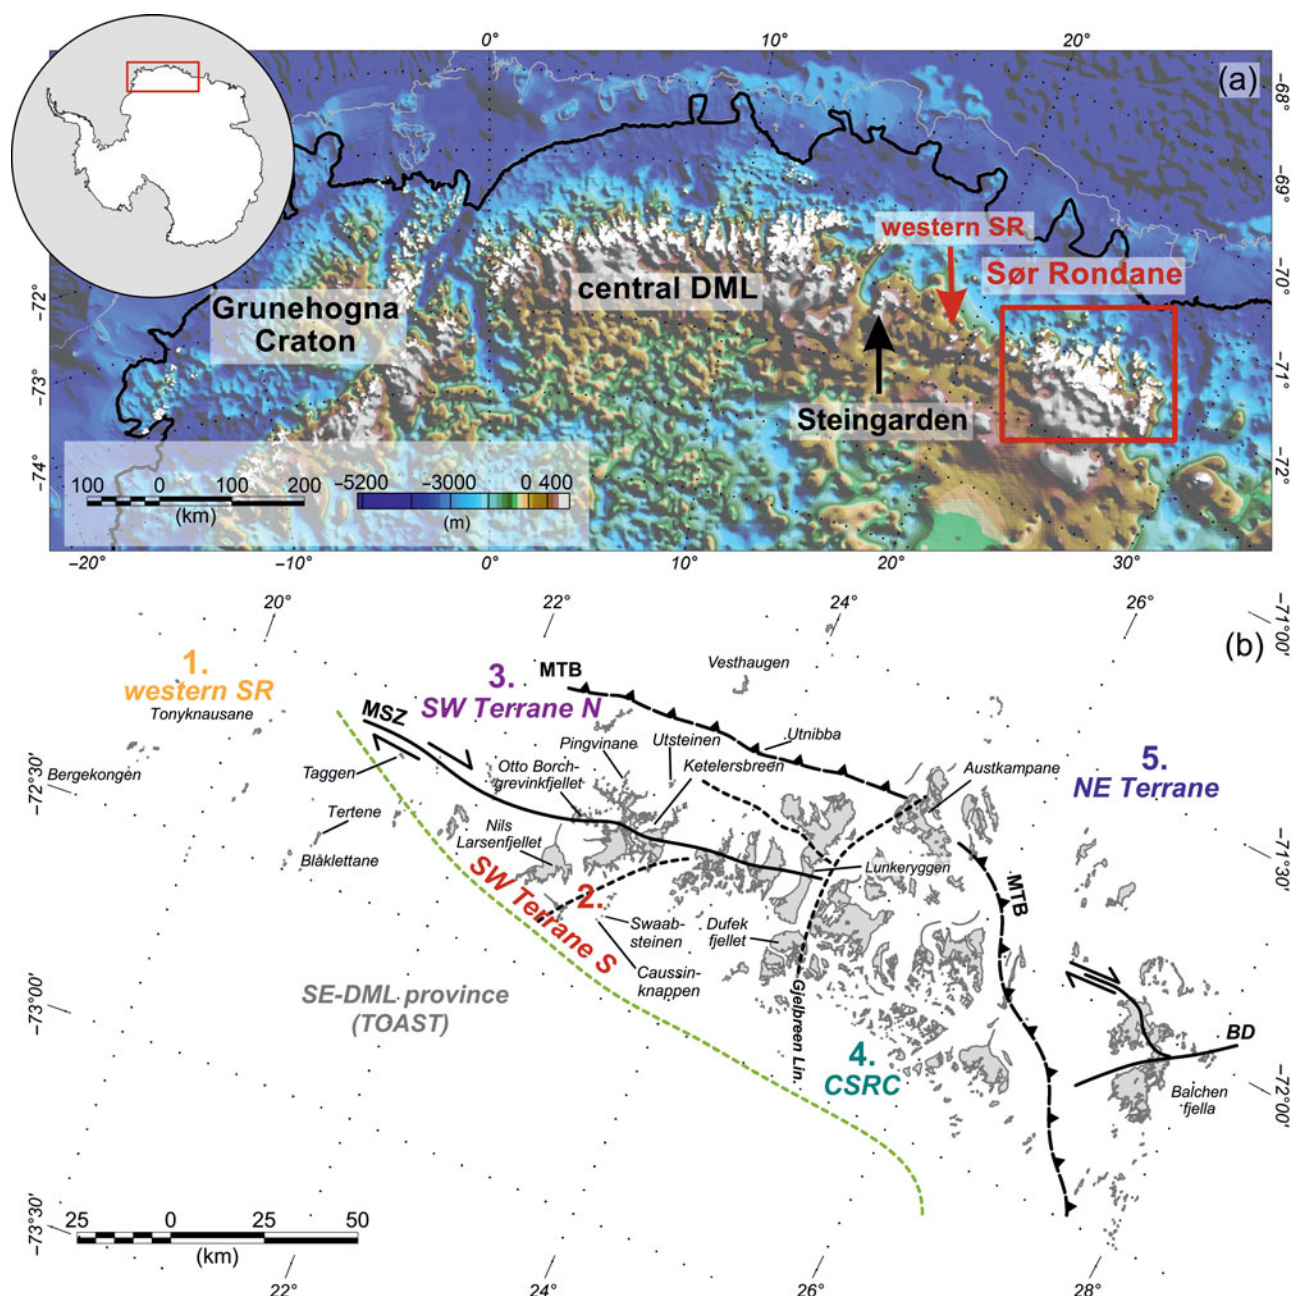 0°
10°
20°
(a)
−68°
−69°
−70°
−71°
−72°
western SR
Sør Rondane
central DML
Grunehogna
Craton
Steingarden
−72°
−73°
−74°
100 0 100 200
(km)
−5200 −3000 0 400
(m)
−20°
−10°
0°
10°
20°
30°
20°
22°
24°
26°
−71°00'
(b)
1.
western SR
Tonyknausane
3.
SW Terrane N
MTB
Vesthaugen
MSZ
Pingvinane
Utsteinen
Utnibba
Bergekongen
Taggen
Otto Borch-
grevinkfjellet
Ketelersbreen
Austkampane
5.
NE Terrane
−72°30'
Tertene
Nils
Larsenfjellet
Blåklettane
Lunkeryggen
−71°30'
SW Terrane S
2.
MTB
Swaab-
steinen
Dufek
fjellet
Caussin-
knappen
SE-DML province
(TOAST)
Gjelbreen Lin.
−73°00'
4.
CSRC
BD
Balchen
fjella
−72°00'
−73°30'
25 0 25 50
(km)
22°
24°
26°
28°